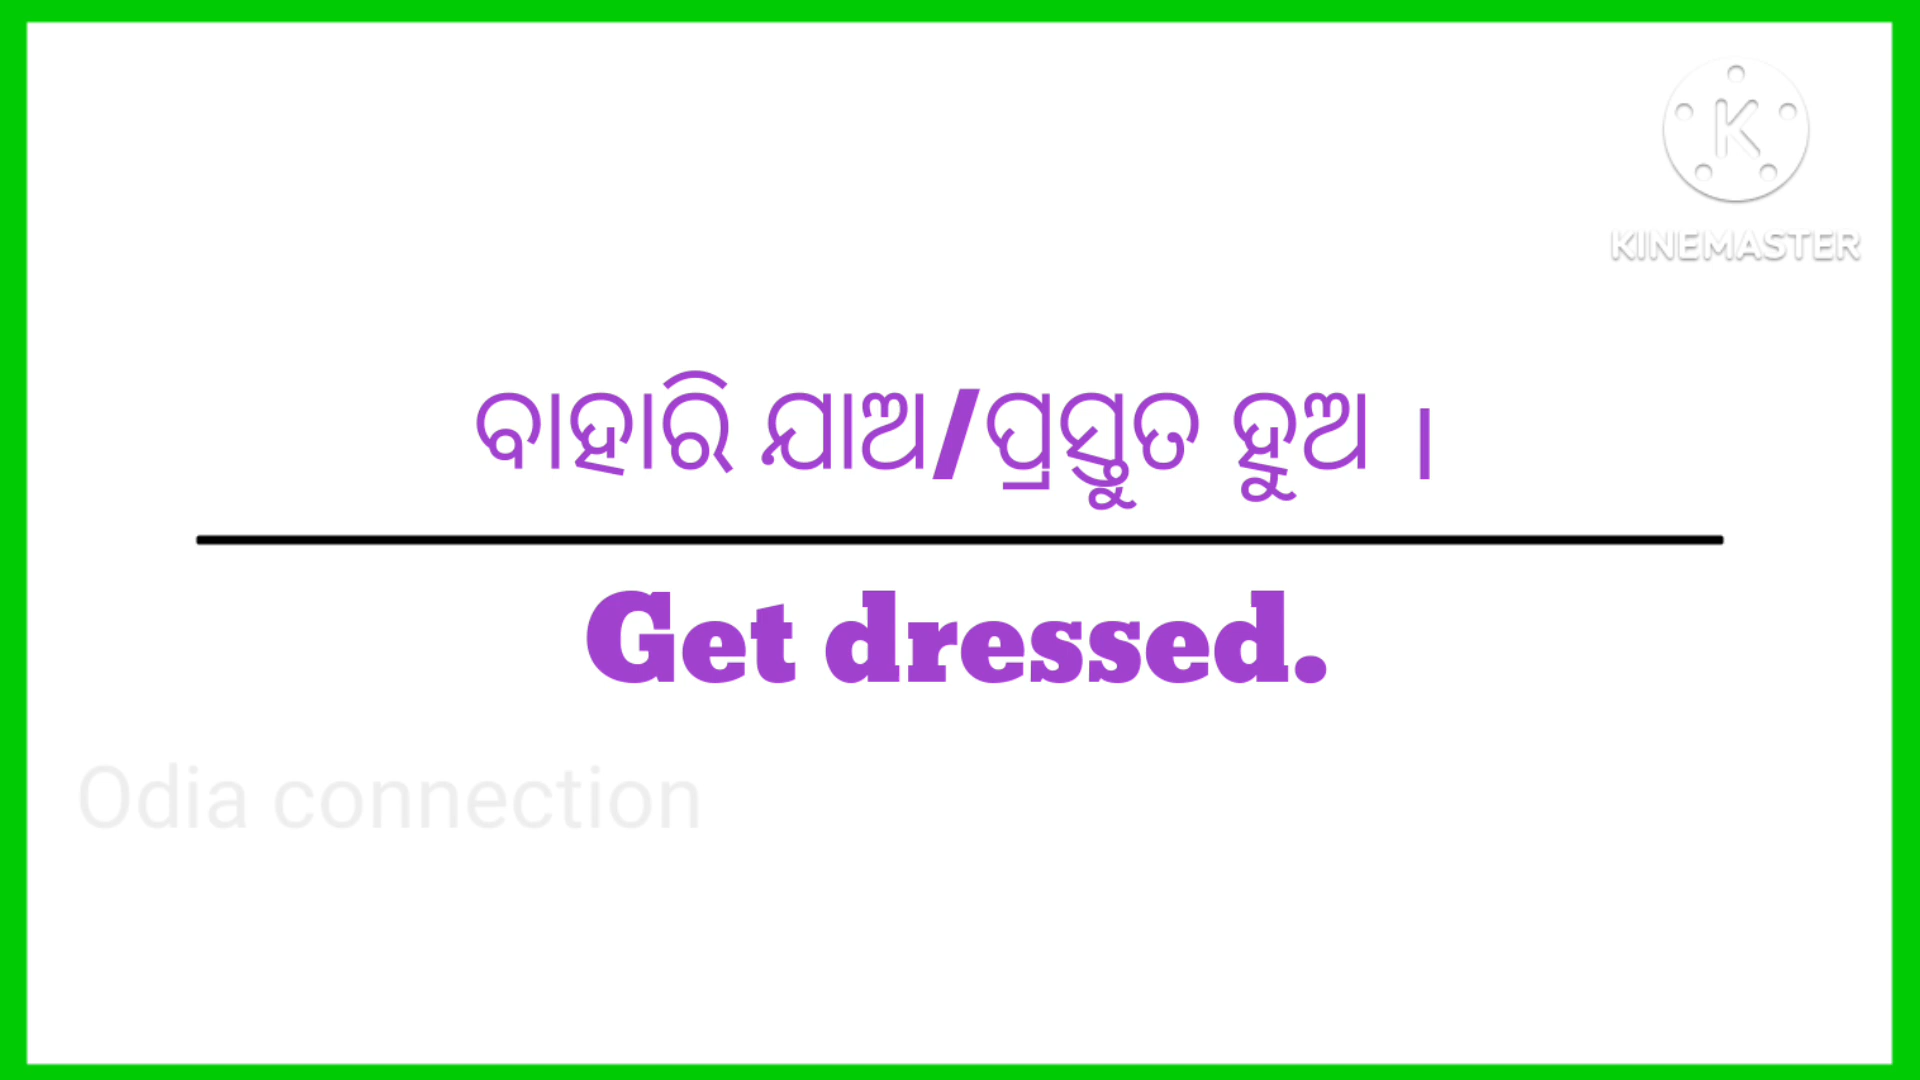 KINEMASTER
ବାହାରି ଯାଅ/ପ୍ରସ୍ତୁତ ହୁଅ ।
Get dressed.
Odia connection